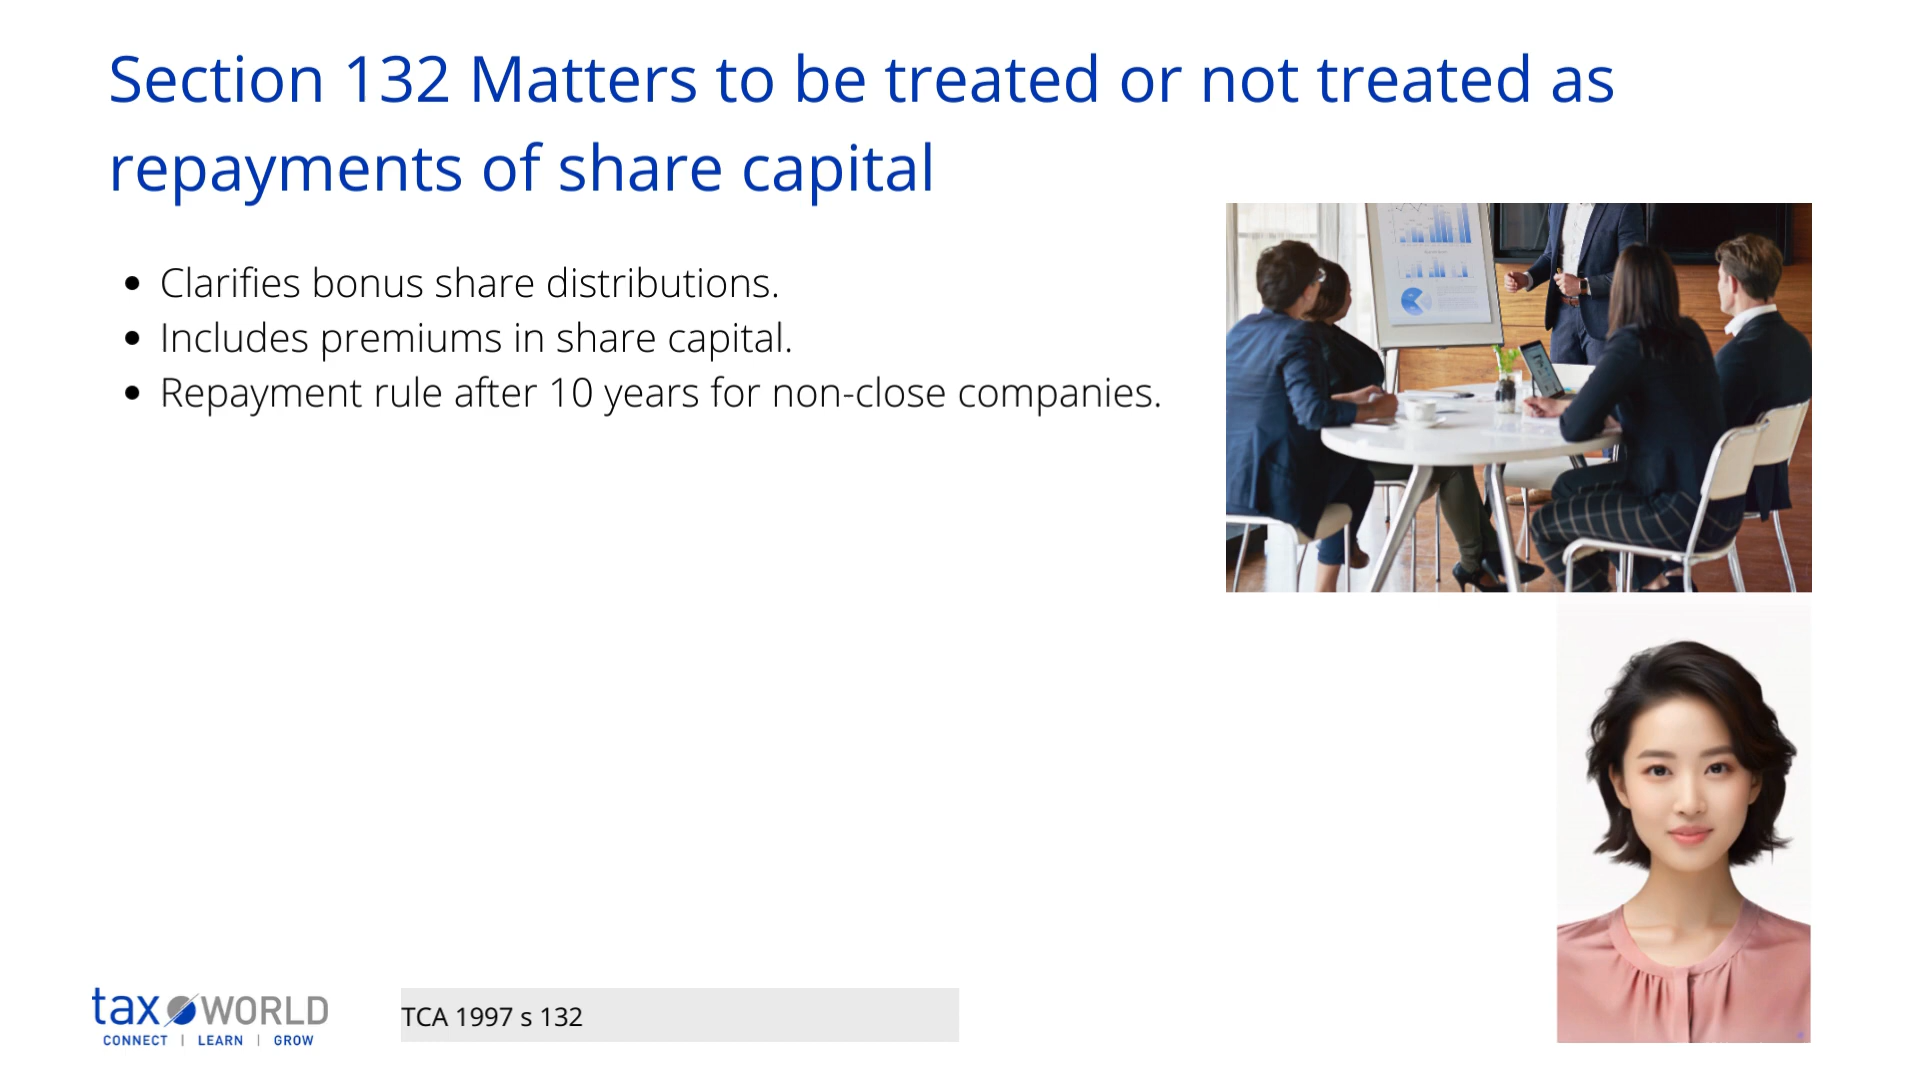 Section 132 Matters to be treated or not treated as
repayments of share capital
Clarifies bonus share distributions.
Includes premiums in share capital.
Repayment rule after 10 years for non-close companies.
tax WORLD
CONNECT | LEARN | GROW
TCA 1997 s 132